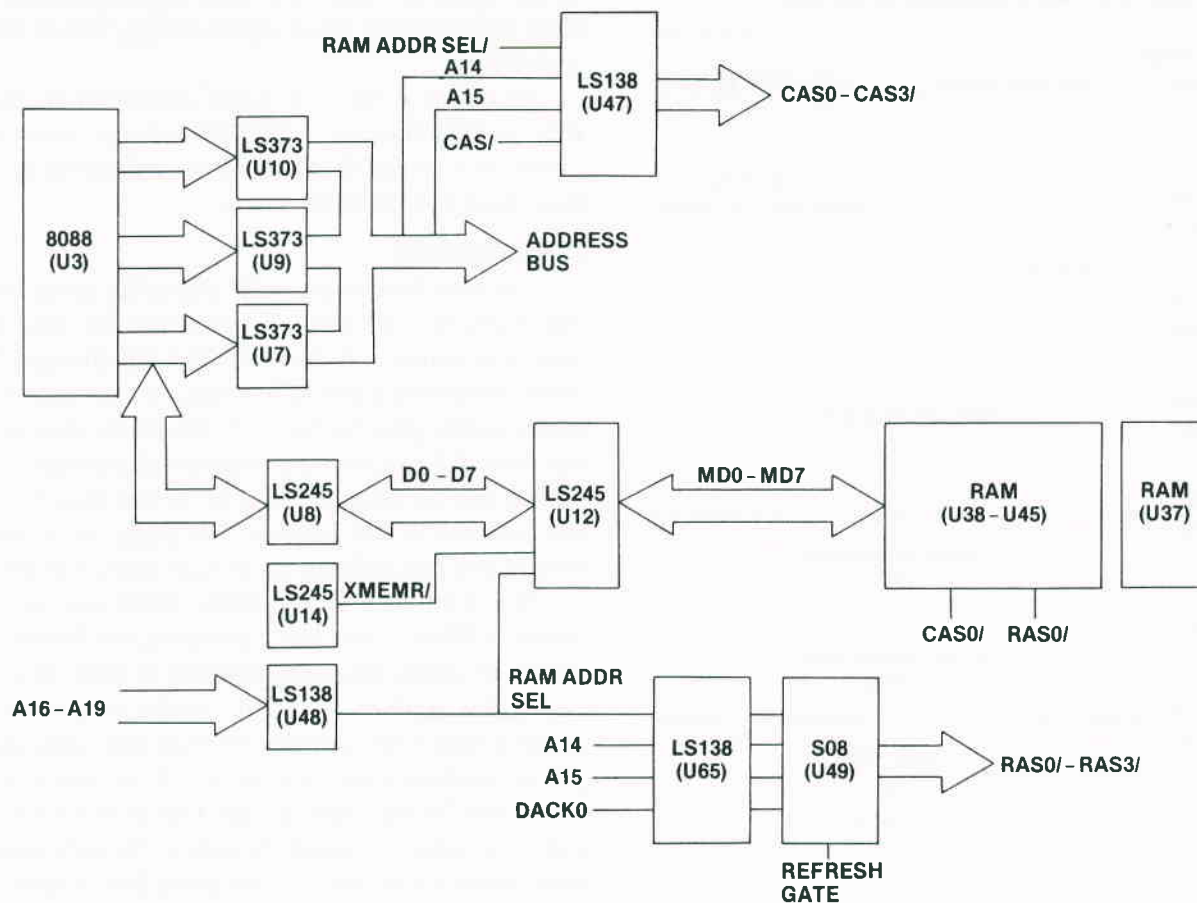 RAM ADDR SEL/
A14
A15
CAS/
LS138
(U47)
CAS0 – CAS3/
8088
(U3)
LS373
(U10)
LS373
(U9)
LS373
(U7)
ADDRESS
BUS
LS245
(U8)
D0 – D7
LS245
(U12)
MD0 – MD7
RAM
(U38 – U45)
RAM
(U37)
CAS0/
RAS0/
LS245
(U14)
XMEMR/
A16 – A19
LS138
(U48)
RAM ADDR
SEL
A14
A15
DACK0
LS138
(U65)
S08
(U49)
RAS0/ – RAS3/
REFRESH
GATE